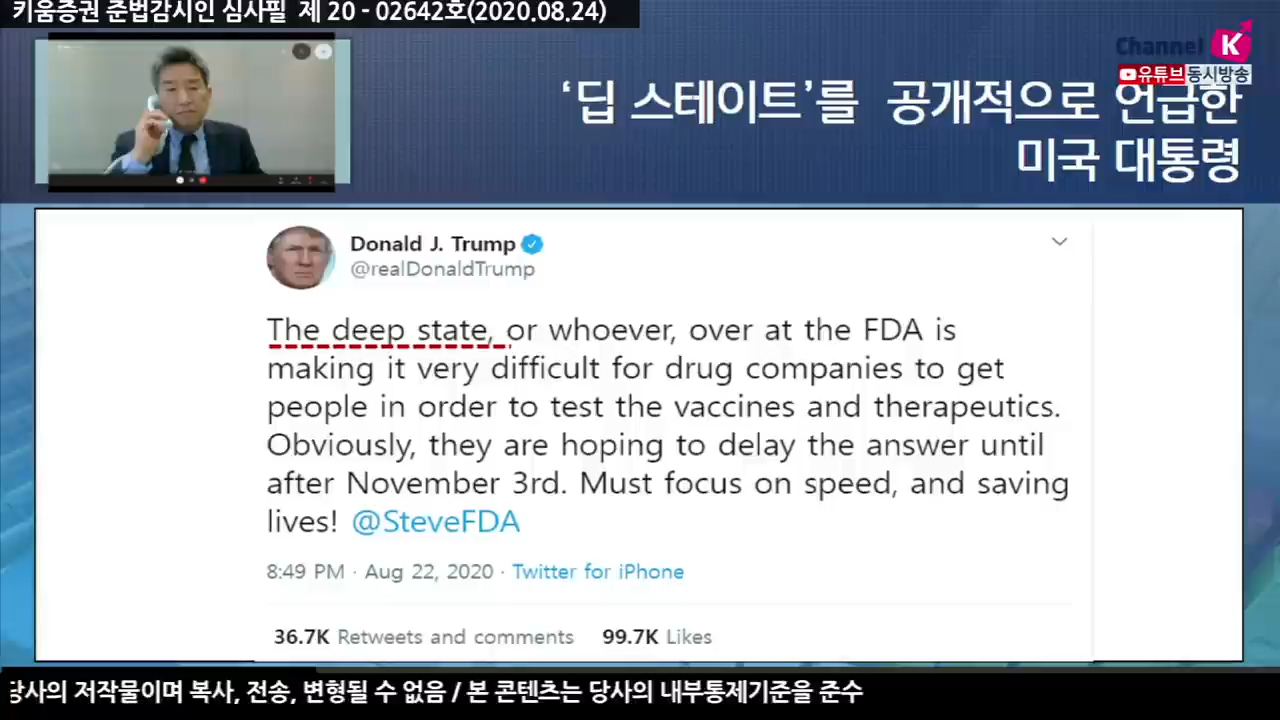 키움증권 준법감시인 심사필 제 20 - 02642호(2020.08.24)
Channel K
유튜브동시방송
‘딥 스테이트’를 공개적으로 언급한
미국 대통령
Donald J. Trump
@realDonaldTrump
The deep state, or whoever, over at the FDA is
making it very difficult for drug companies to get
people in order to test the vaccines and therapeutics.
Obviously, they are hoping to delay the answer until
after November 3rd. Must focus on speed, and saving
lives! @SteveFDA
8:49 PM · Aug 22, 2020 · Twitter for iPhone
36.7K Retweets and comments 99.7K Likes
당사의 저작물이며 복사, 전송, 변형될 수 없음 / 본 콘텐츠는 당사의 내부통제기준을 준수